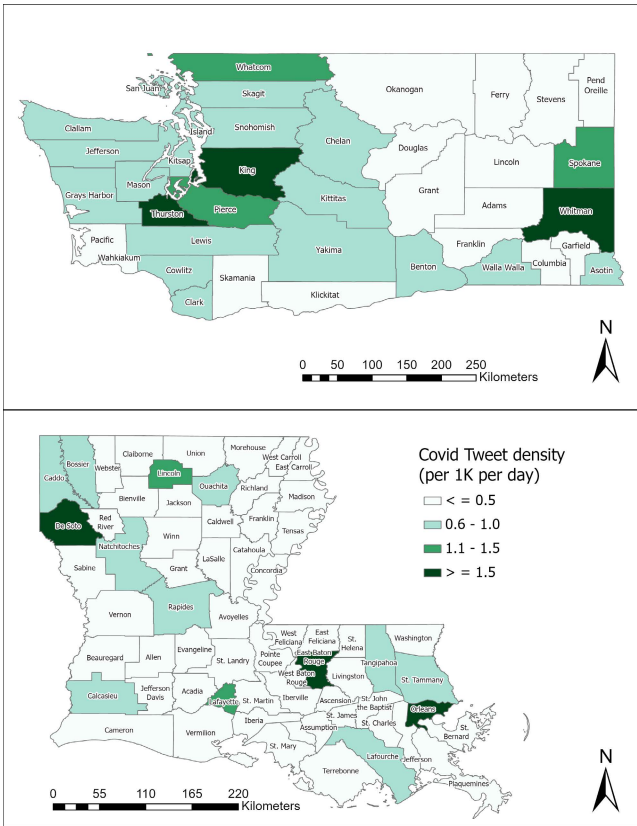 Whatcom
San Juan
Skagit
Okanogan
Ferry
Stevens
Pend
Oreille
Island
Snohomish
Clallam
Chelan
Douglas
Jefferson
Kitsap
King
Lincoln
Spokane
Mason
Grays Harbor
Grant
Kittitas
Adams
Whitman
Thurston
Pierce
Pacific
Lewis
Yakima
Franklin
Garfield
Wahkiakum
Cowlitz
Skamania
Benton
Walla Walla
Columbia
Asotin
Clark
Klickitat
N
0 50 100 150 200 250
Kilometers
Covid Tweet density
(per 1K per day)
< = 0.5
0.6 - 1.0
1.1 - 1.5
> = 1.5
Caddo
Bossier
Webster
Claiborne
Union
Morehouse
West Carroll
East Carroll
Lincoln
Ouachita
Richland
Madison
Bienville
Jackson
De Soto
Red
River
Caldwell
Franklin
Tensas
Natchitoches
Winn
Sabine
Grant
LaSalle
Catahoula
Concordia
Vernon
Rapides
Avoyelles
Beauregard
Allen
Evangeline
St. Landry
Pointe
Coupee
West
Feliciana
East
Feliciana
St.
Helena
Washington
East Baton
Rouge
Tangipahoa
St. Tammany
West Baton
Rouge
Livingston
Calcasieu
Jefferson
Davis
Acadia
Lafayette
St. Martin
Iberville
Ascension
St. John
the Baptist
Orleans
Cameron
Vermilion
Iberia
Assumption
St. James
St. Charles
St.
Bernard
St. Mary
Lafourche
Jefferson
Terrebonne
Plaquemines
N
0 55 110 165 220
Kilometers